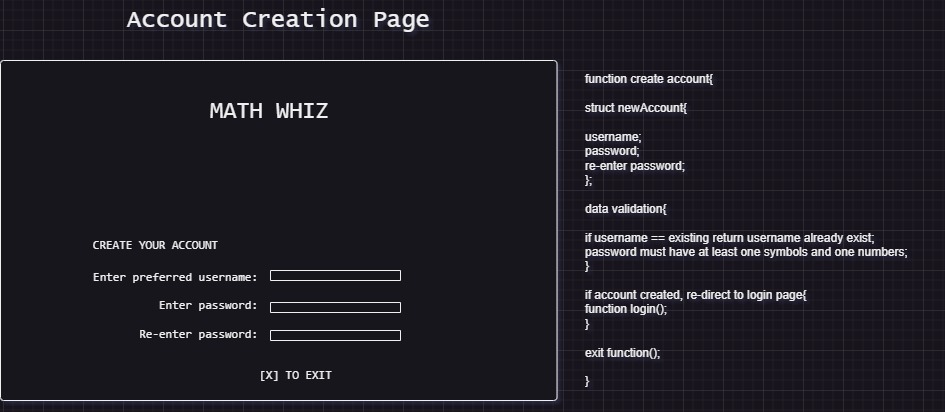 Account Creation Page
MATH WHIZ
CREATE YOUR ACCOUNT
Enter preferred username:
Enter password:
Re-enter password:
[X] TO EXIT
function create account{
struct newAccount{
username;
password;
re-enter password;
};
data validation{
if username == existing return username already exist;
password must have at least one symbols and one numbers;
}
if account created, re-direct to login page{
function login();
}
exit function();
}